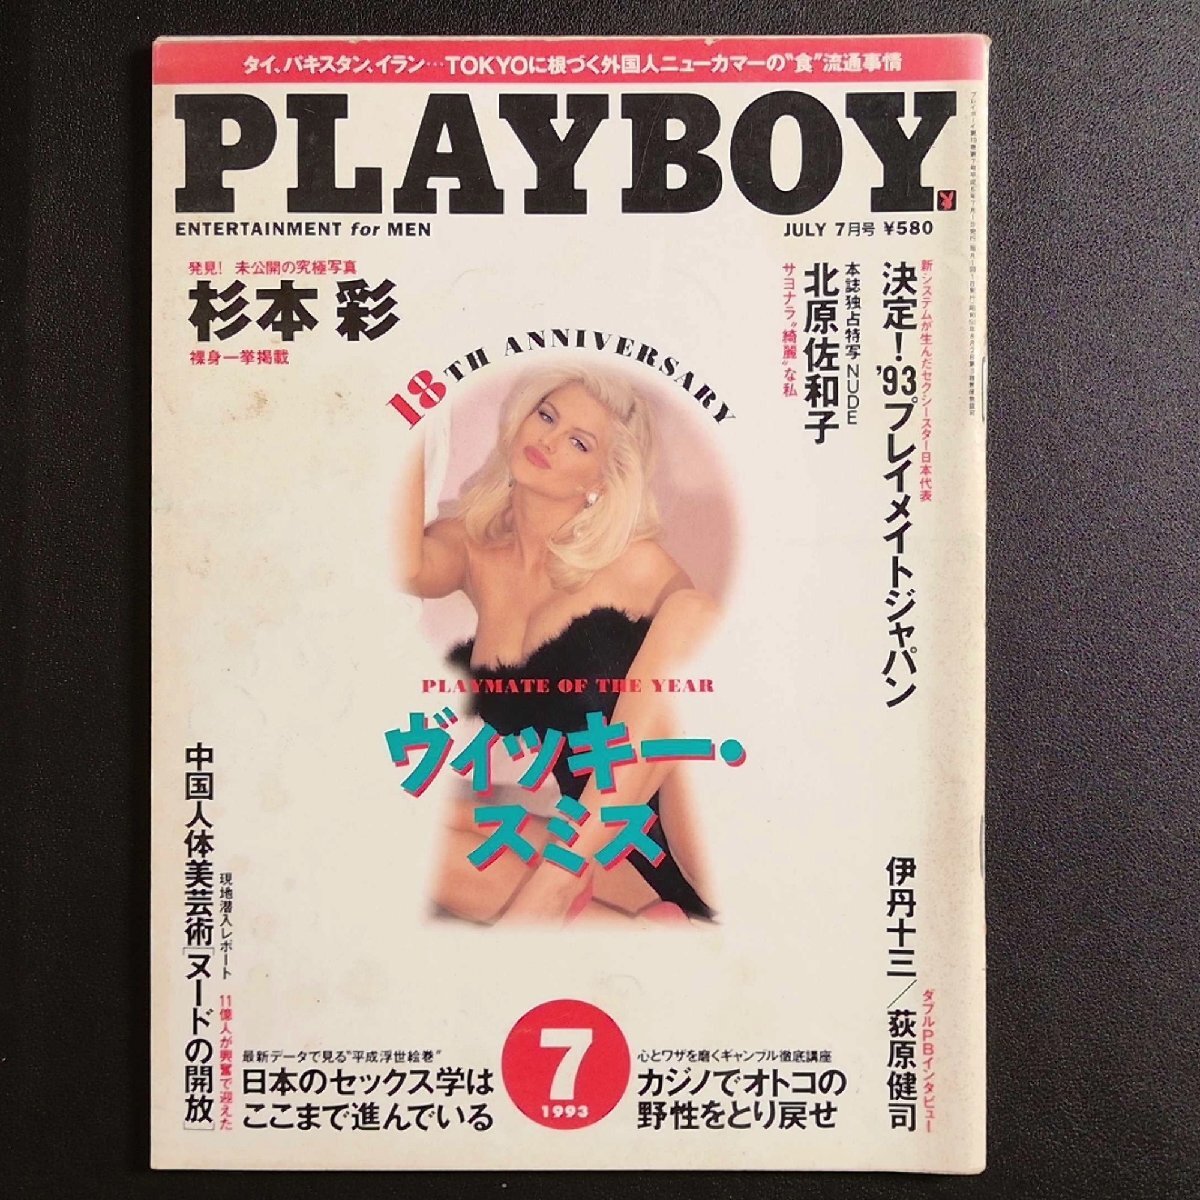 タイ、パキスタン、イラン…TOKYOに根づく外国人ニューカマーの"食"流通事情
PLAYBOY
ENTERTAINMENT for MEN
JULY 7月号 ¥580
発見! 未公開の究極写真
杉本 彩
裸身一挙掲載
新システムが生んだセクシースター日本代表
決定!'93プレイメイトジャパン
本誌独占特写NUDE
北原佐和子
サヨナラ"綺麗"な私
18TH ANNIVERSARY
PLAYMATE OF THE YEAR
ヴィッキー・
スミス
ダブルPBインタビュー
伊丹十三/荻原健司
11億人が興奮で迎えた
現地潜入レポート
中国人体美芸術[ヌードの開放]
最新データで見る"平成浮世絵巻"
日本のセックス学は
ここまで進んでいる
7
1993
心とワザを磨くギャンブル徹底講座
カジノでオトコの
野性をとり戻せ